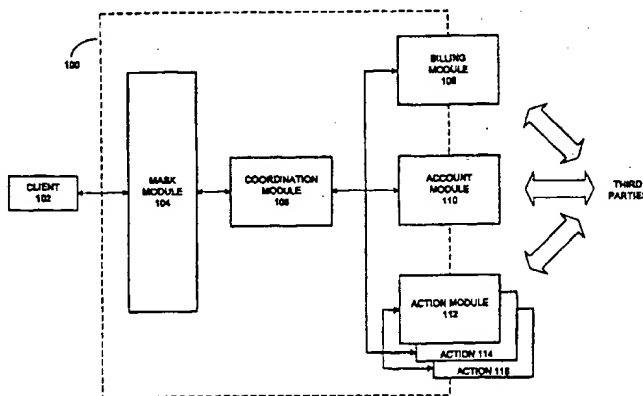 100
CLIENT
102
MASK
MODULE
104
COORDINATION
MODULE
106
BILLING
MODULE
108
ACCOUNT
MODULE
110
ACTION MODULE
112
ACTION 114
ACTION 116
THIRD
PARTIES